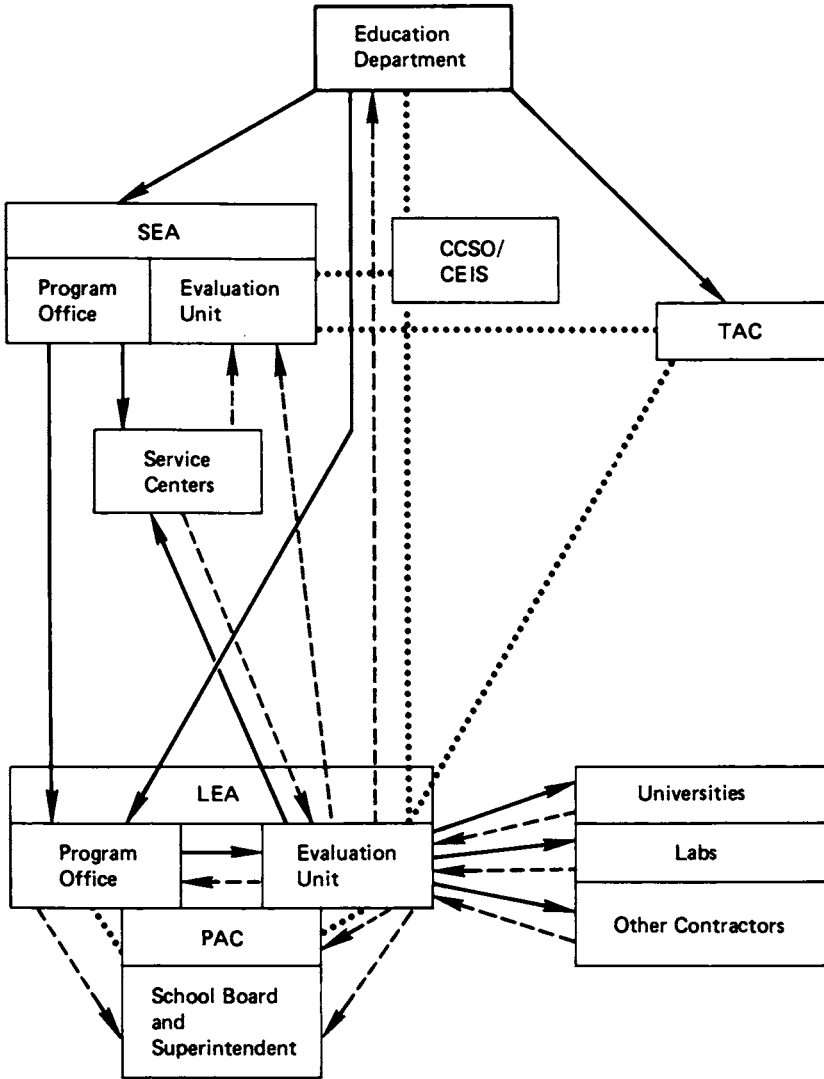 Education
Department
SEA
Program
Office
Evaluation
Unit
CCSO/
CEIS
TAC
Service
Centers
LEA
Program
Office
Evaluation
Unit
Universities
Labs
Other Contractors
PAC
School Board
and
Superintendent